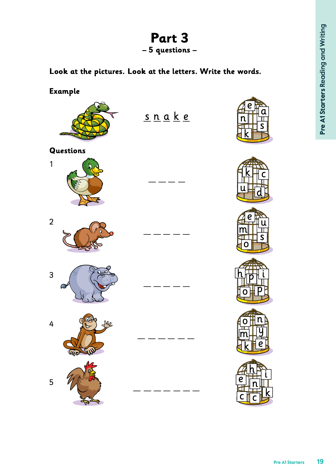 Part 3
– 5 questions –
Look at the pictures. Look at the letters. Write the words.
Example
s n a k e
e a n s k
Questions
1
_ _ _ _
k c u d
2
_ _ _ _ _
e u m s o
3
_ _ _ _ _
h p i o p
4
_ _ _ _ _ _
o n m y k e
5
_ _ _ _ _ _ _
h e n c c k
Pre A1 Starters Reading and Writing
Pre A1 Starters 19